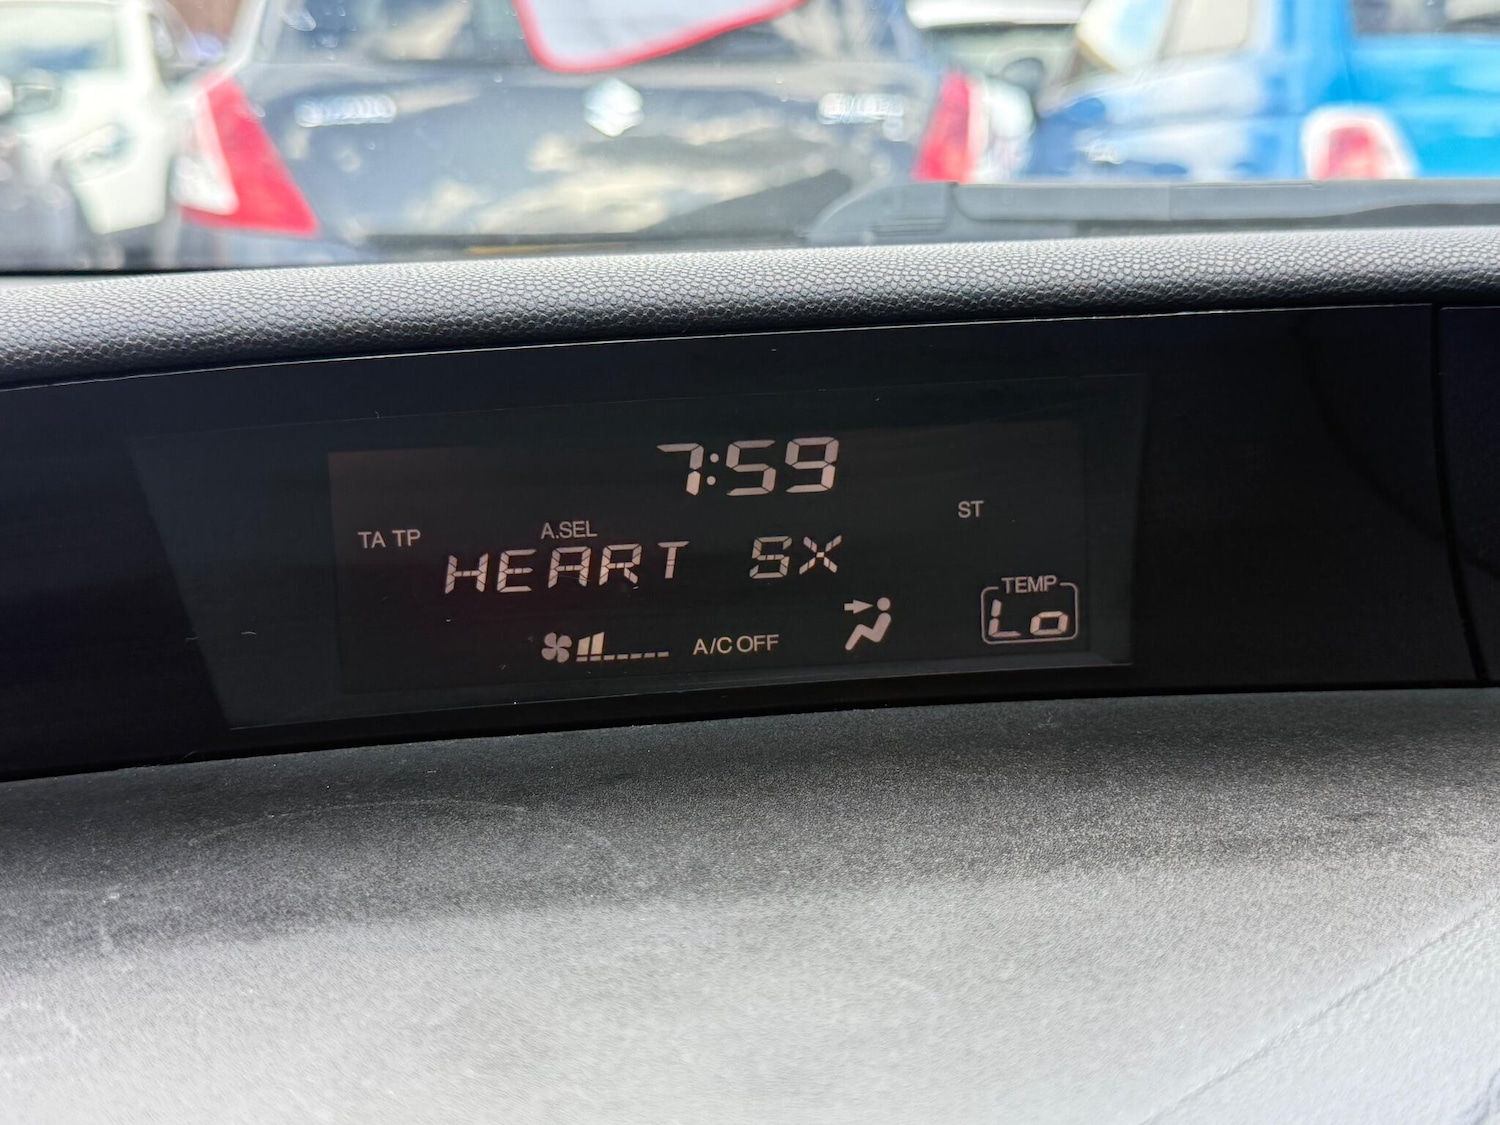 7:59
ST
TA TP A.SEL
HEART SX
TEMP
Lo
A/C OFF